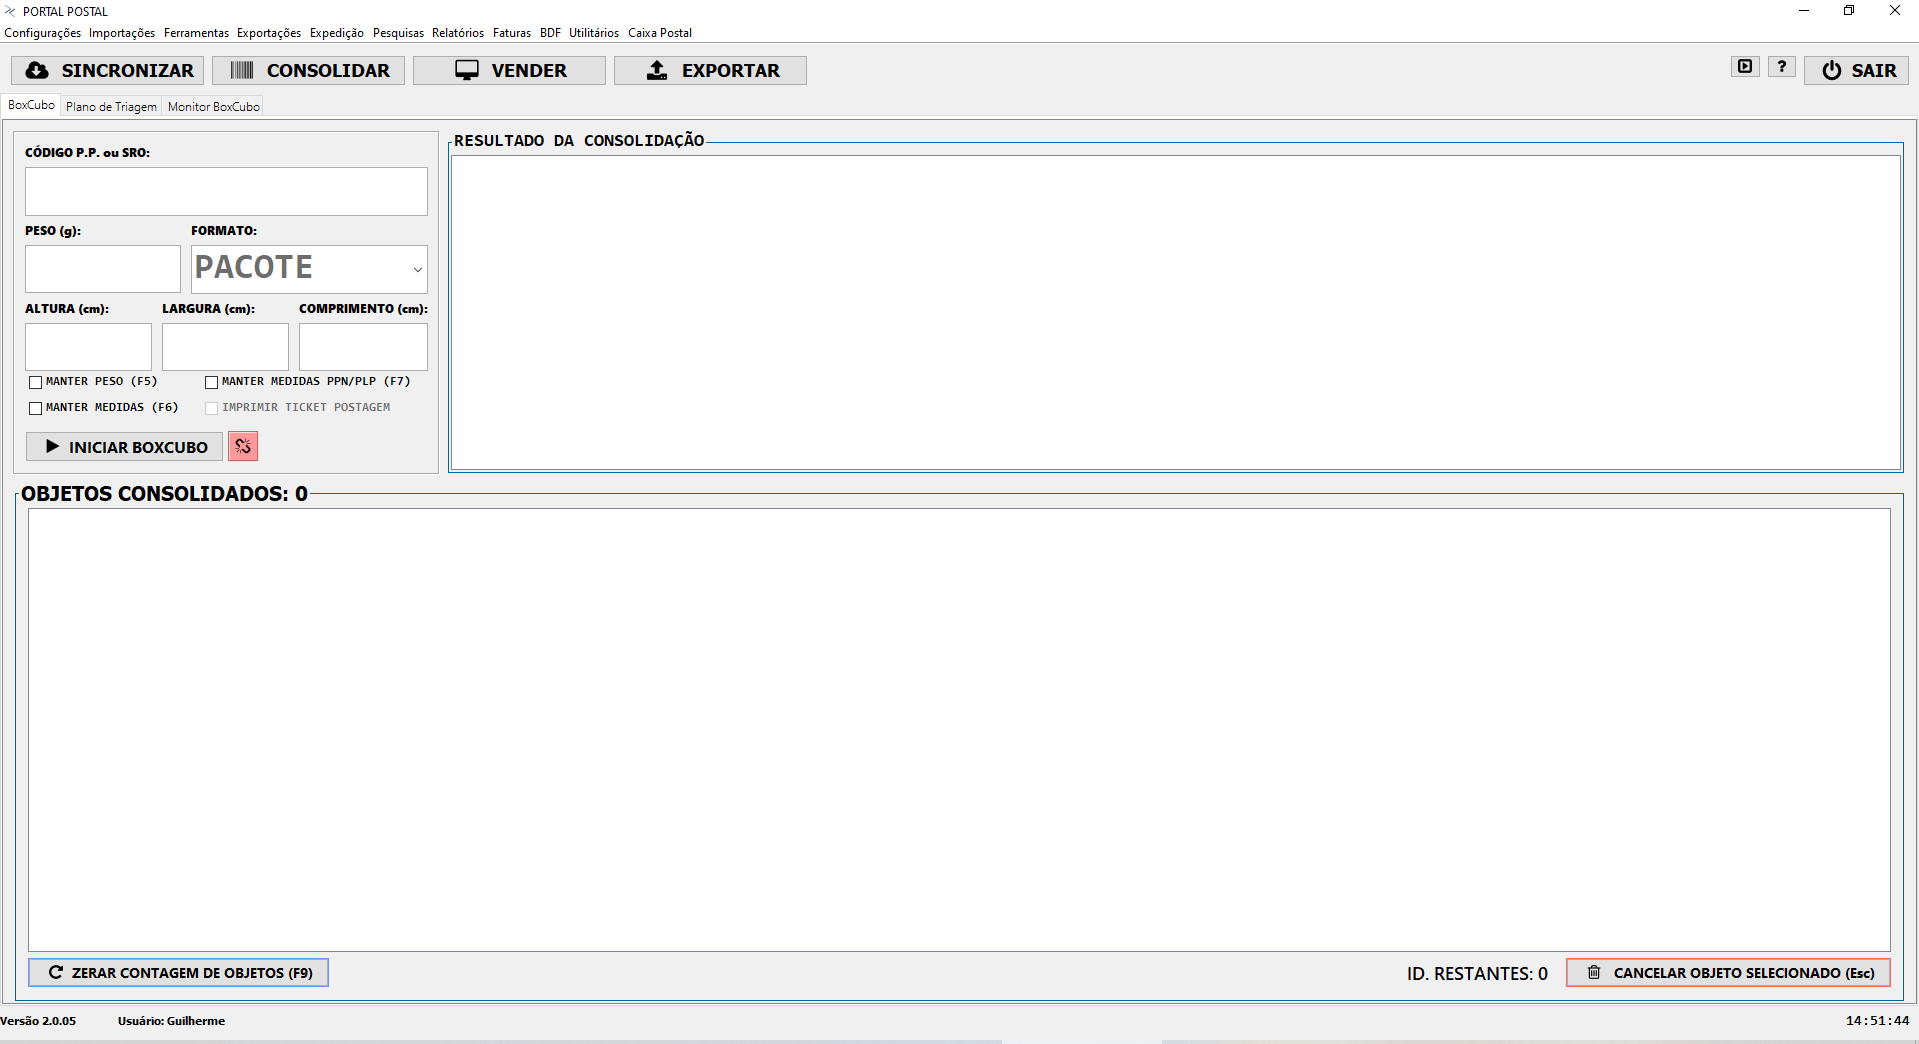 PORTAL POSTAL
Configurações Importações Ferramentas Exportações Expedição Pesquisas Relatórios Faturas BDF Utilitários Caixa Postal
SINCRONIZAR CONSOLIDAR VENDER EXPORTAR ? SAIR
BoxCubo Plano de Triagem Monitor BoxCubo
CÓDIGO P.P. ou SRO:
PESO (g): FORMATO:
PACOTE
ALTURA (cm): LARGURA (cm): COMPRIMENTO (cm):
MANTER PESO (F5) MANTER MEDIDAS PPN/PLP (F7)
MANTER MEDIDAS (F6) IMPRIMIR TICKET POSTAGEM
INICIAR BOXCUBO
RESULTADO DA CONSOLIDAÇÃO
OBJETOS CONSOLIDADOS: 0
ZERAR CONTAGEM DE OBJETOS (F9) ID. RESTANTES: 0 CANCELAR OBJETO SELECIONADO (Esc)
Versão 2.0.05 Usuário: Guilherme 14:51:44